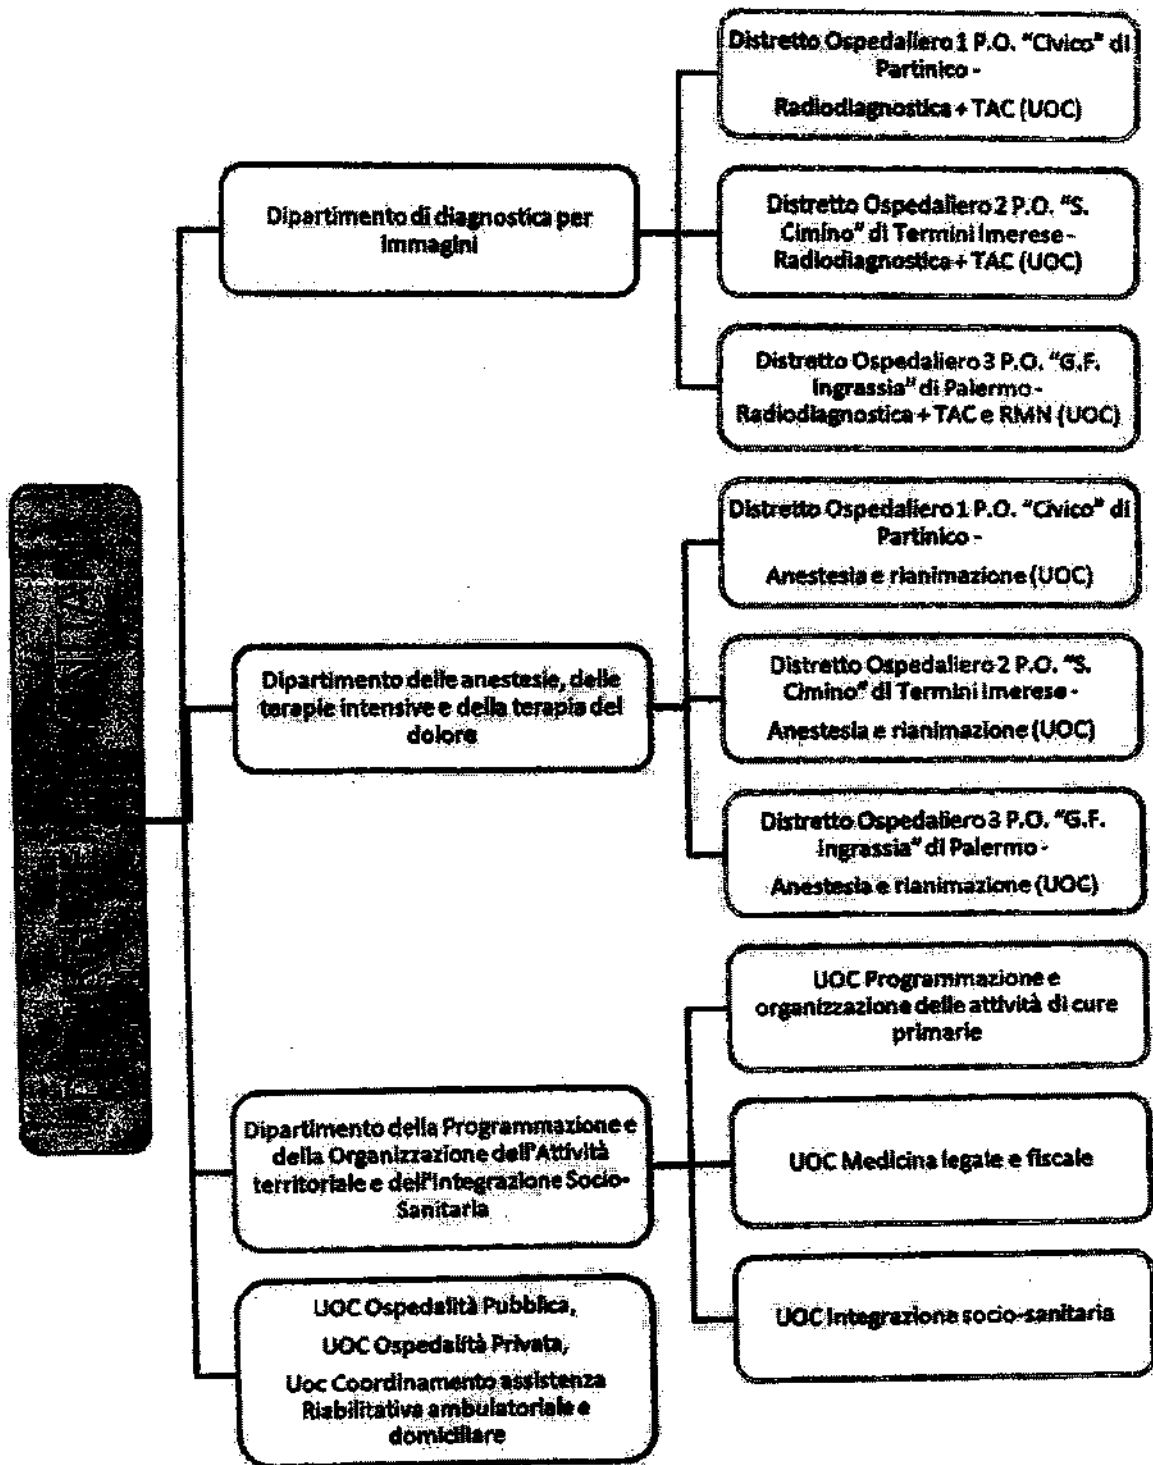 Distretto Ospedaliero 1 P.O. "Civico" di
Partinico -
Radiodiagnostica + TAC (UOC)
Dipartimento di diagnostica per
immagini
Distretto Ospedaliero 2 P.O. "S.
Cimino" di Termini Imerese -
Radiodiagnostica + TAC (UOC)
Distretto Ospedaliero 3 P.O. "G.F.
Ingrassia" di Palermo -
Radiodiagnostica + TAC e RMN (UOC)
Distretto Ospedaliero 1 P.O. "Civico" di
Partinico -
Anestesia e rianimazione (UOC)
Dipartimento delle anestesie, delle
terapie intensive e della terapia del
dolore
Distretto Ospedaliero 2 P.O. "S.
Cimino" di Termini Imerese -
Anestesia e rianimazione (UOC)
Distretto Ospedaliero 3 P.O. "G.F.
Ingrassia" di Palermo -
Anestesia e rianimazione (UOC)
UOC Programmazione e
organizzazione delle attività di cure
primarie
Dipartimento della Programmazione e
della Organizzazione dell'Attività
territoriale e dell'Integrazione Socio-
Sanitaria
UOC Medicina legale e fiscale
UOC Integrazione socio-sanitaria
UOC Ospedalità Pubblica,
UOC Ospedalità Privata,
Uoc Coordinamento assistenza
Riabilitativa ambulatoriale e
domiciliare